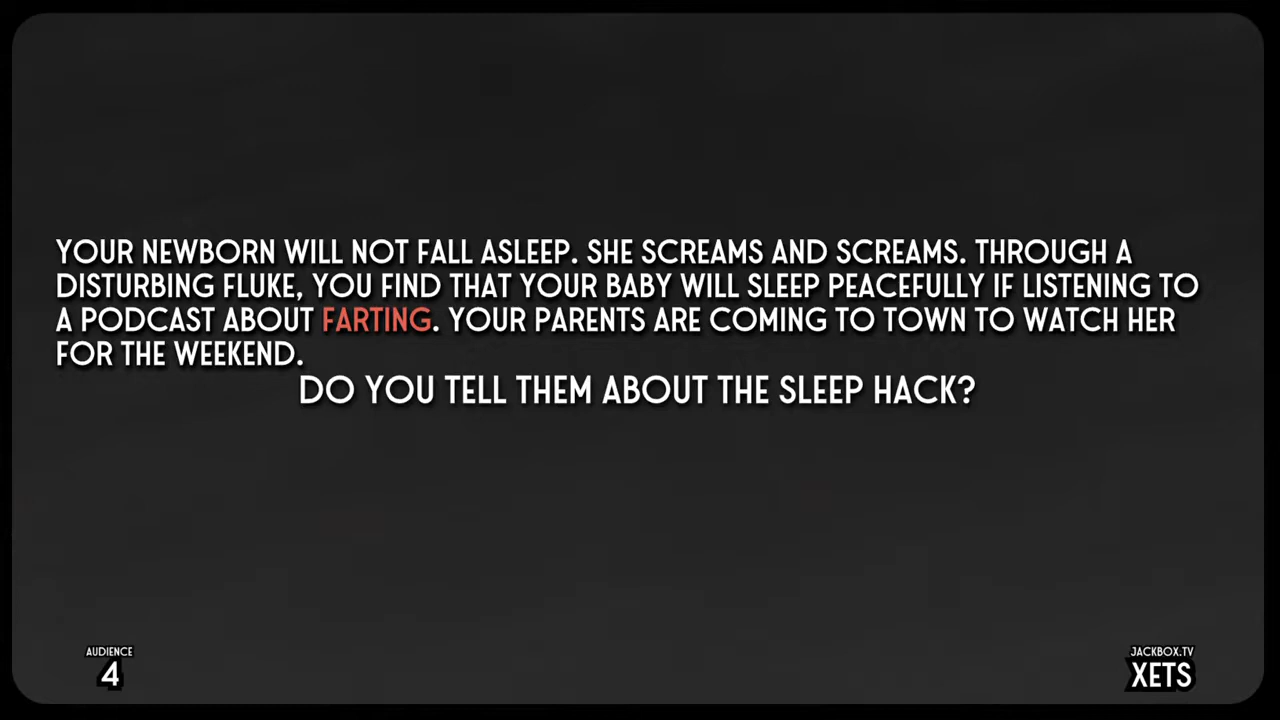 YOUR NEWBORN WILL NOT FALL ASLEEP. SHE SCREAMS AND SCREAMS. THROUGH A
DISTURBING FLUKE, YOU FIND THAT YOUR BABY WILL SLEEP PEACEFULLY IF LISTENING TO
A PODCAST ABOUT FARTING. YOUR PARENTS ARE COMING TO TOWN TO WATCH HER
FOR THE WEEKEND.
DO YOU TELL THEM ABOUT THE SLEEP HACK?
AUDIENCE
4
JACKBOX.TV
XETS